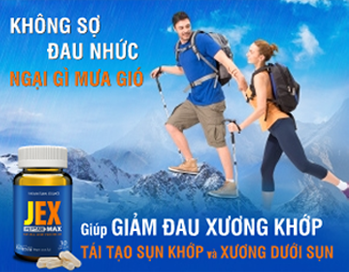 KHÔNG SỢ
ĐAU NHỨC
NGẠI GÌ MƯA GIÓ
JEX
MAX
Giúp GIẢM ĐAU XƯƠNG KHỚP
TÁI TẠO SỤN KHỚP và XƯƠNG DƯỚI SỤN